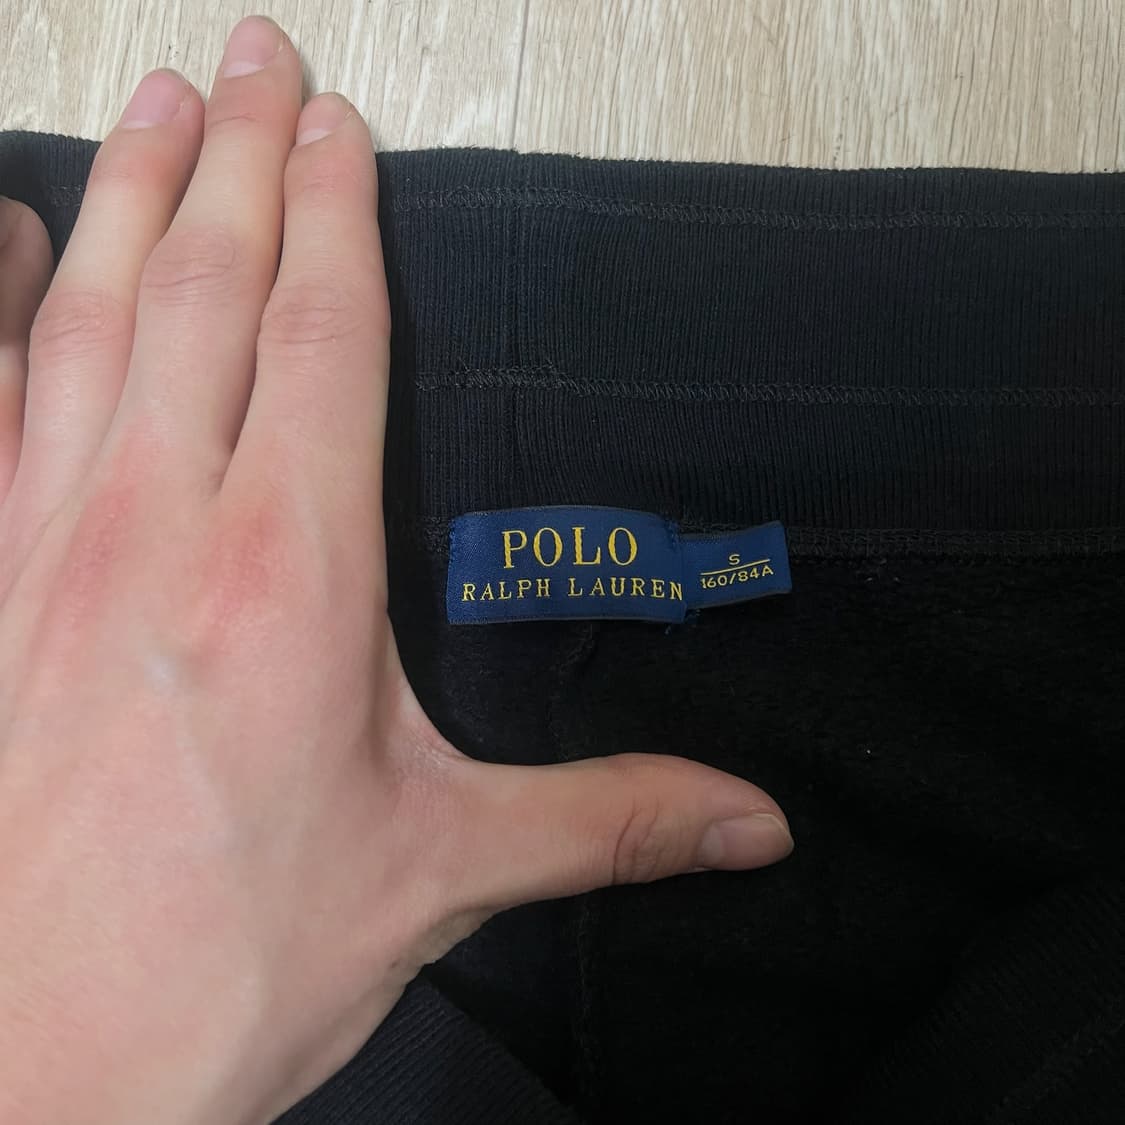 POLO
RALPH LAUREN
S
160/84A